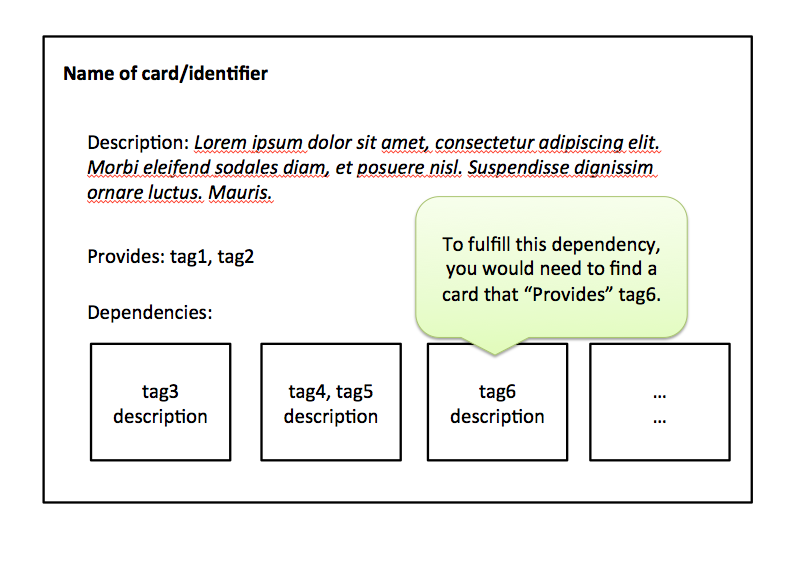 Name of card/identifier
Description: Lorem ipsum dolor sit amet, consectetur adipiscing elit.
Morbi eleifend sodales diam, et posuere nisl. Suspendisse dignissim
ornare luctus. Mauris.
To fulfill this dependency,
you would need to find a
card that “Provides” tag6.
Provides: tag1, tag2
Dependencies:
tag3
description
tag4, tag5
description
tag6
description
...
...